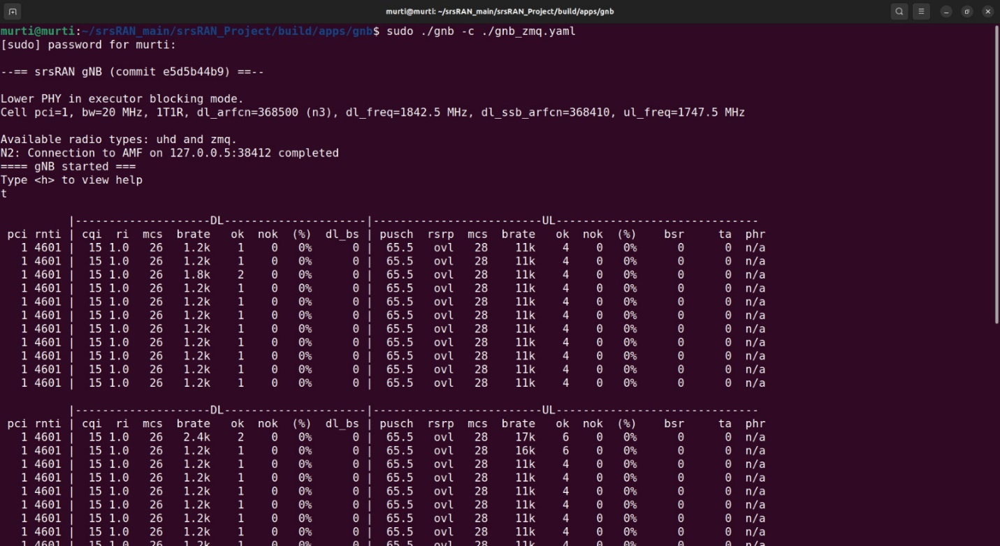 murti@murti: ~/srsRAN_main/srsRAN_Project/build/apps/gnb
murti@murti:~/srsRAN_main/srsRAN_Project/build/apps/gnb$ sudo ./gnb -c ./gnb_zmq.yaml
[sudo] password for murti:
--== srsRAN gNB (commit e5d5b44b9) ==--
Lower PHY in executor blocking mode.
Cell pci=1, bw=20 MHz, 1T1R, dl_arfcn=368500 (n3), dl_freq=1842.5 MHz, dl_ssb_arfcn=368410, ul_freq=1747.5 MHz
Available radio types: uhd and zmq.
N2: Connection to AMF on 127.0.0.5:38412 completed
==== gNB started ===
Type <h> to view help
t
|--------------------DL---------------------|-------------------------UL------------------------------
pci rnti | cqi ri mcs brate ok nok (%) dl_bs | pusch rsrp mcs brate ok nok (%) bsr ta phr
1 4601 | 15 1.0 26 1.2k 1 0 0% 0 | 65.5 ovl 28 11k 4 0 0% 0 0 n/a
1 4601 | 15 1.0 26 1.2k 1 0 0% 0 | 65.5 ovl 28 11k 4 0 0% 0 0 n/a
1 4601 | 15 1.0 26 1.8k 2 0 0% 0 | 65.5 ovl 28 11k 4 0 0% 0 0 n/a
1 4601 | 15 1.0 26 1.2k 1 0 0% 0 | 65.5 ovl 28 11k 4 0 0% 0 0 n/a
1 4601 | 15 1.0 26 1.2k 1 0 0% 0 | 65.5 ovl 28 11k 4 0 0% 0 0 n/a
1 4601 | 15 1.0 26 1.2k 1 0 0% 0 | 65.5 ovl 28 11k 4 0 0% 0 0 n/a
1 4601 | 15 1.0 26 1.2k 1 0 0% 0 | 65.5 ovl 28 11k 4 0 0% 0 0 n/a
1 4601 | 15 1.0 26 1.2k 1 0 0% 0 | 65.5 ovl 28 11k 4 0 0% 0 0 n/a
1 4601 | 15 1.0 26 1.2k 1 0 0% 0 | 65.5 ovl 28 11k 4 0 0% 0 0 n/a
1 4601 | 15 1.0 26 1.2k 1 0 0% 0 | 65.5 ovl 28 11k 4 0 0% 0 0 n/a
1 4601 | 15 1.0 26 1.2k 1 0 0% 0 | 65.5 ovl 28 11k 4 0 0% 0 0 n/a
|--------------------DL---------------------|-------------------------UL------------------------------
pci rnti | cqi ri mcs brate ok nok (%) dl_bs | pusch rsrp mcs brate ok nok (%) bsr ta phr
1 4601 | 15 1.0 26 2.4k 2 0 0% 0 | 65.5 ovl 28 17k 6 0 0% 0 0 n/a
1 4601 | 15 1.0 26 1.2k 1 0 0% 0 | 65.5 ovl 28 16k 6 0 0% 0 0 n/a
1 4601 | 15 1.0 26 1.2k 1 0 0% 0 | 65.5 ovl 28 11k 4 0 0% 0 0 n/a
1 4601 | 15 1.0 26 1.2k 1 0 0% 0 | 65.5 ovl 28 11k 4 0 0% 0 0 n/a
1 4601 | 15 1.0 26 1.2k 1 0 0% 0 | 65.5 ovl 28 11k 4 0 0% 0 0 n/a
1 4601 | 15 1.0 26 1.2k 1 0 0% 0 | 65.5 ovl 28 11k 4 0 0% 0 0 n/a
1 4601 | 15 1.0 26 1.2k 1 0 0% 0 | 65.5 ovl 28 11k 4 0 0% 0 0 n/a
1 4601 | 15 1.0 26 1.2k 1 0 0% 0 | 65.5 ovl 28 11k 4 0 0% 0 0 n/a
1 4601 | 15 1.0 26 1.2k 1 0 0% 0 | 65.5 ovl 28 11k 4 0 0% 0 0 n/a